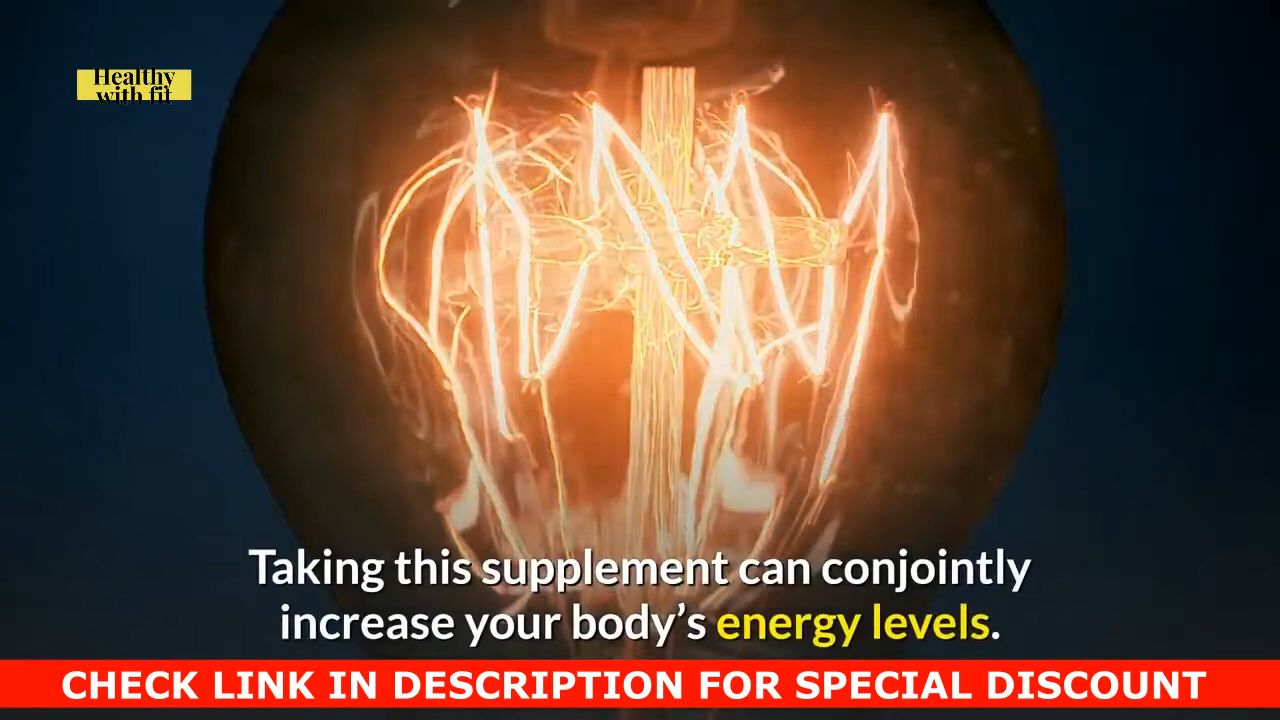 Healthy
with fit
Taking this supplement can conjointly
increase your body’s energy levels.
CHECK LINK IN DESCRIPTION FOR SPECIAL DISCOUNT